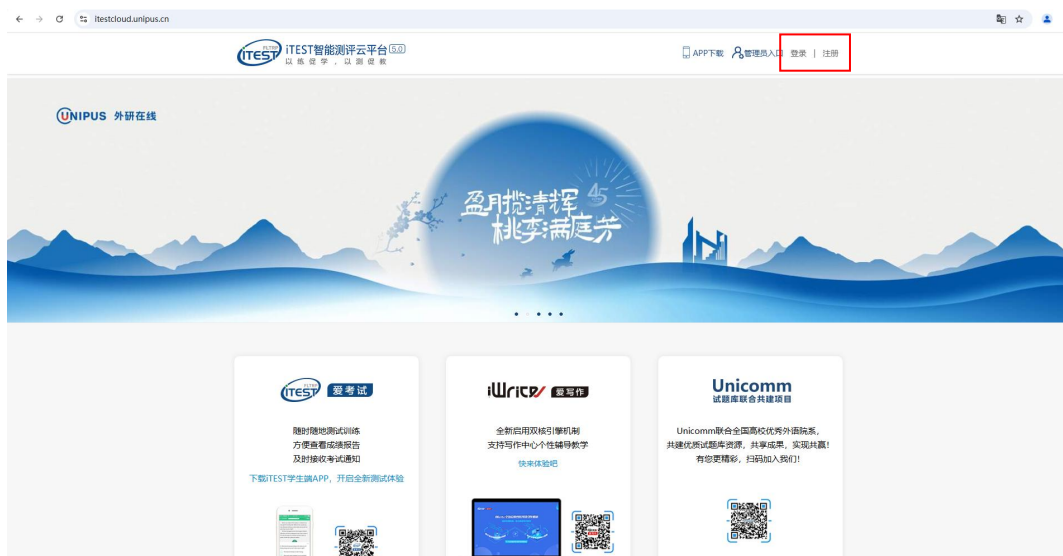 itestcloud.unipus.cn
FLTRP
iTEST
iTEST智能测评云平台 5.0
以练促学，以测促教
APP下载 管理员入口 登录 | 注册
UNIPUS 外研在线
盈月揽清辉 45
桃李满庭芳
FLTRP
iTEST 爱考试
随时随地测试训练
方便查看成绩报告
及时接收考试通知
下载iTEST学生端APP，开启全新测试体验
iWrite 爱写作
全新启用双核引擎机制
支持写作中心个性辅导教学
快来体验吧
Unicomm
试题库联合共建项目
Unicomm联合全国高校优秀外语院系，
共建优质试题库资源，共享成果，实现共赢！
有您更精彩，扫码加入我们！